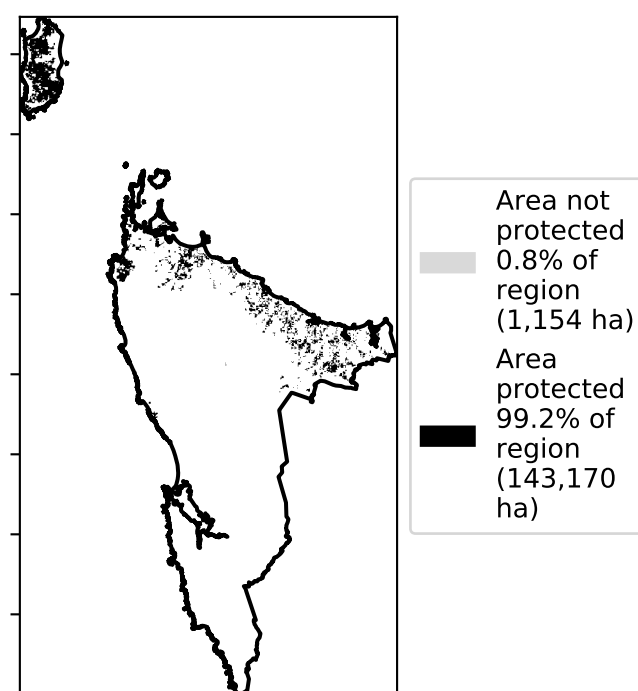 Area not
protected
0.8% of
region
(1,154 ha)
Area
protected
99.2% of
region
(143,170
ha)